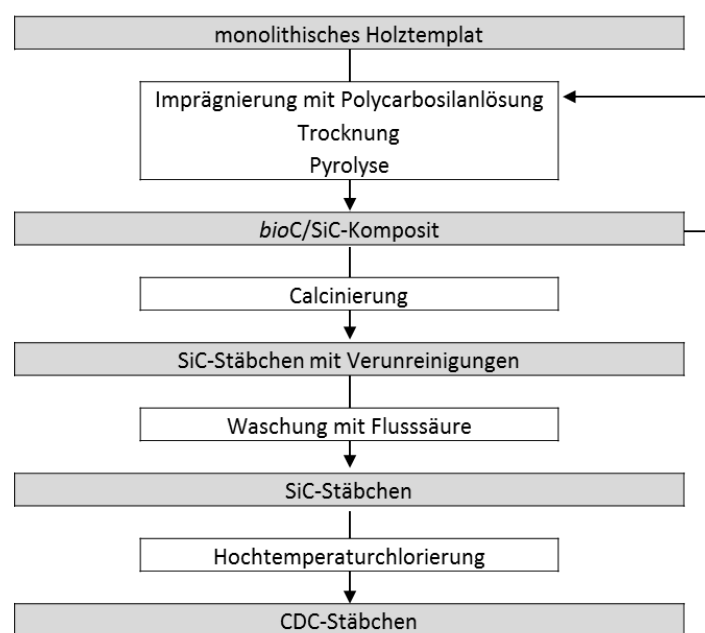 monolithisches Holztemplat
Imprägnierung mit Polycarbosilanlösung
Trocknung
Pyrolyse
bioC/SiC-Komposit
Calcinierung
SiC-Stäbchen mit Verunreinigungen
Waschung mit Flusssäure
SiC-Stäbchen
Hochtemperaturchlorierung
CDC-Stäbchen